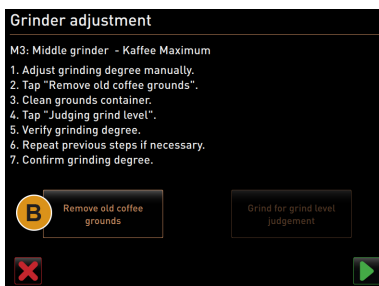 Grinder adjustment
M3: Middle grinder - Kaffee Maximum
1. Adjust grinding degree manually.
2. Tap "Remove old coffee grounds".
3. Clean grounds container.
4. Tap "Judging grind level".
5. Verify grinding degree.
6. Repeat previous steps if necessary.
7. Confirm grinding degree.
B
Remove old coffee
grounds
Grind for grind level
judgement